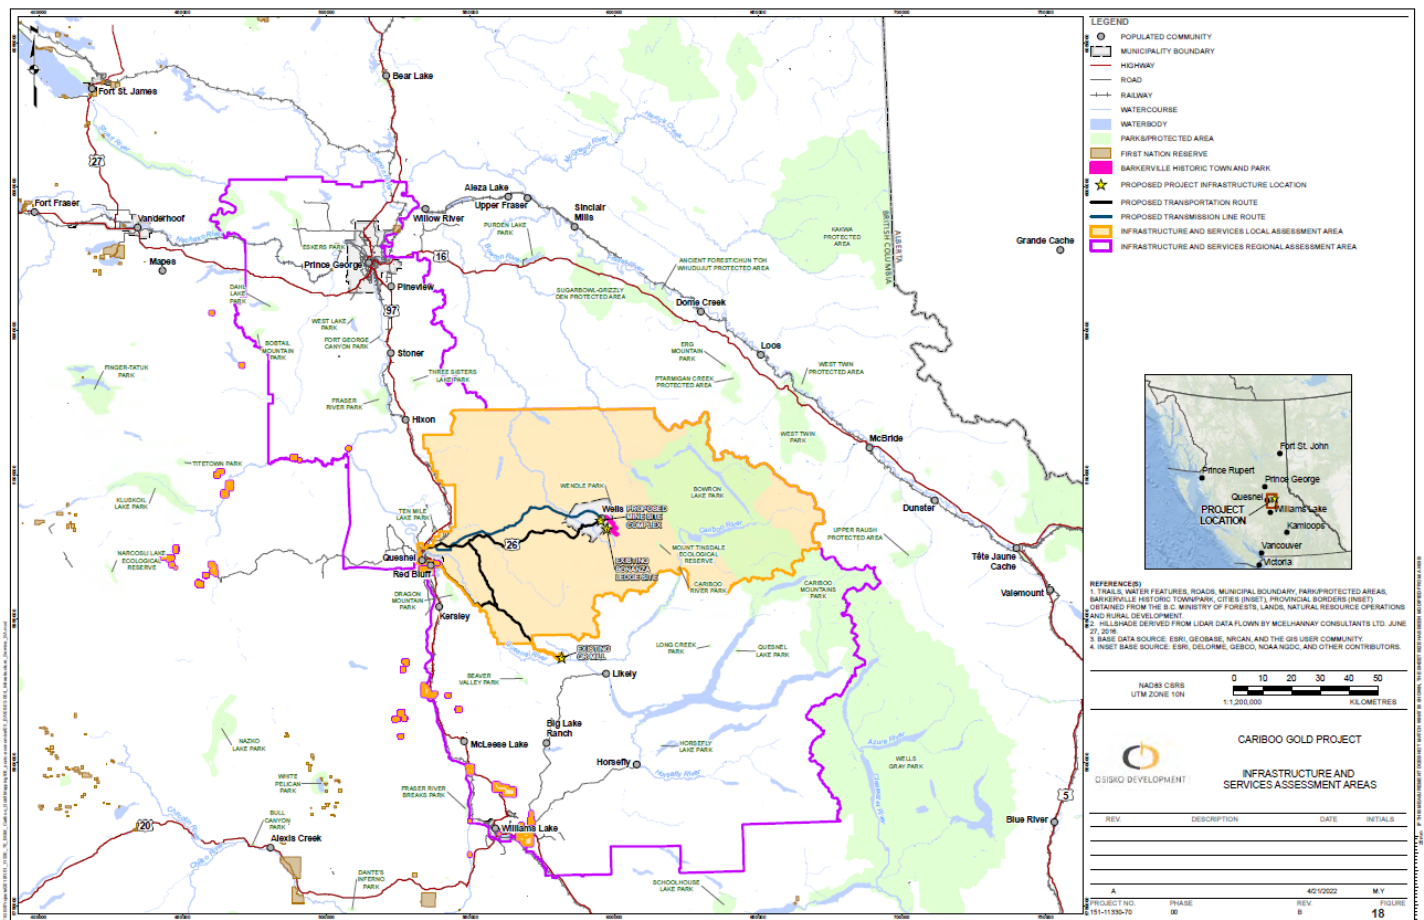 Bear Lake
Fort St. James
27
Fort Fraser
Vanderhoof
Nechako River
Mapes
McGregor River
Aleza Lake
Upper Fraser
Willow River
Sinclair
Mills
PURDEN LAKE
PARK
ESKERS PARK
Prince George
16
Pineview
97
DAHL
LAKE
PARK
WEST LAKE
PARK
FORT GEORGE
CANYON PARK
BOBTAIL
MOUNTAIN
PARK
Stoner
THREE SISTERS
LAKE PARK
FINGER-TATUK
PARK
FRASER
RIVER PARK
Hixon
KAKWA
PROTECTED
AREA
ALBERTA
BRITISH COLUMBIA
Grande Cache
ANCIENT FOREST/CHUN T'OH
WHUDUJUT PROTECTED AREA
SUGARBOWL-GRIZZLY
DEN PROTECTED AREA
Dome Creek
ERG
MOUNTAIN
PARK
Loos
WEST TWIN
PROTECTED AREA
PTARMIGAN CREEK
PROTECTED AREA
WEST TWIN
PARK
McBride
Dunster
TITETOWN PARK
KLUSKOIL
LAKE PARK
NARCOSLI LAKE
ECOLOGICAL
RESERVE
TEN MILE
LAKE PARK
WENDLE PARK
BOWRON
LAKE PARK
Wells
PROPOSED
MINE SITE
COMPLEX
Cariboo River
26
UPPER RAUSH
PROTECTED AREA
Quesnel
Red Bluff
EXISTING
BONANZA
LEDGE SITE
MOUNT TINSDALE
ECOLOGICAL
RESERVE
Tête Jaune
Cache
CARIBOO
RIVER PARK
CARIBOO
MOUNTAINS
PARK
Valemount
DRAGON
MOUNTAIN
PARK
Kersley
EXISTING
QR MILL
LONG CREEK
PARK
QUESNEL
LAKE PARK
BEAVER
VALLEY PARK
Likely
Big Lake
Ranch
NAZKO
LAKE PARK
McLeese Lake
HORSEFLY
LAKE PARK
Azure River
Horsefly
Horsefly River
WELLS
GRAY PARK
Clearwater River
WHITE
PELICAN
PARK
FRASER RIVER
BREAKS PARK
5
BULL
CANYON
PARK
20
Williams Lake
Blue River
Alexis Creek
Chilko River
DANTE'S
INFERNO
PARK
SCHOOLHOUSE
LAKE PARK
LEGEND
POPULATED COMMUNITY
MUNICIPALITY BOUNDARY
HIGHWAY
ROAD
RAILWAY
WATERCOURSE
WATERBODY
PARKS/PROTECTED AREA
FIRST NATION RESERVE
BARKERVILLE HISTORIC TOWN AND PARK
PROPOSED PROJECT INFRASTRUCTURE LOCATION
PROPOSED TRANSPORTATION ROUTE
PROPOSED TRANSMISSION LINE ROUTE
INFRASTRUCTURE AND SERVICES LOCAL ASSESSMENT AREA
INFRASTRUCTURE AND SERVICES REGIONAL ASSESSMENT AREA
Fort St. John
Prince Rupert
Prince George
Quesnel
Williams Lake
PROJECT
LOCATION
Kamloops
Vancouver
Victoria
REFERENCE(S)
1. TRAILS, WATER FEATURES, ROADS, MUNICIPAL BOUNDARY, PARK/PROTECTED AREAS,
BARKERVILLE HISTORIC TOWN/PARK, CITIES (INSET), PROVINCIAL BORDERS (INSET)
OBTAINED FROM THE B.C. MINISTRY OF FORESTS, LANDS, NATURAL RESOURCE OPERATIONS
AND RURAL DEVELOPMENT.
2. HILLSHADE DERIVED FROM LIDAR DATA FLOWN BY MCELHANNEY CONSULTANTS LTD. JUNE
27, 2016.
3. BASE DATA SOURCE: ESRI, GEOBASE, NRCAN, AND THE GIS USER COMMUNITY.
4. INSET BASE SOURCE: ESRI, DELORME, GEBCO, NOAA NGDC, AND OTHER CONTRIBUTORS.
NAD83 CSRS
UTM ZONE 10N
0 10 20 30 40 50
1:1,200,000 KILOMETRES
OSISKO DEVELOPMENT
CARIBOO GOLD PROJECT
INFRASTRUCTURE AND
SERVICES ASSESSMENT AREAS
REV. DESCRIPTION DATE INITIALS
A 4/21/2022 M.Y
PROJECT NO. PHASE REV. FIGURE
151-11330-70 00 B 18